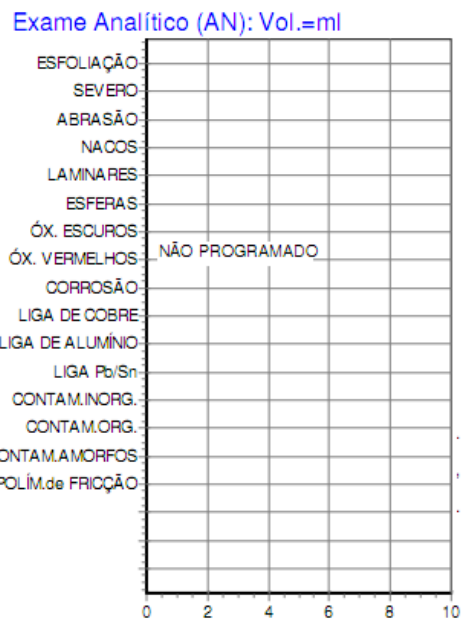 Exame Analítico (AN): Vol.=ml
ESFOLIAÇÃO
SEVERO
ABRASÃO
NACOS
LAMINARES
ESFERAS
ÓX. ESCUROS
NÃO PROGRAMADO
ÓX. VERMELHOS
CORROSÃO
LIGA DE COBRE
LIGA DE ALUMÍNIO
LIGA Pb/Sn
CONTAM.INORG.
CONTAM.ORG.
ONTAM.AMORFOS
POLÍM.de FRICÇÃO
0 2 4 6 8 10